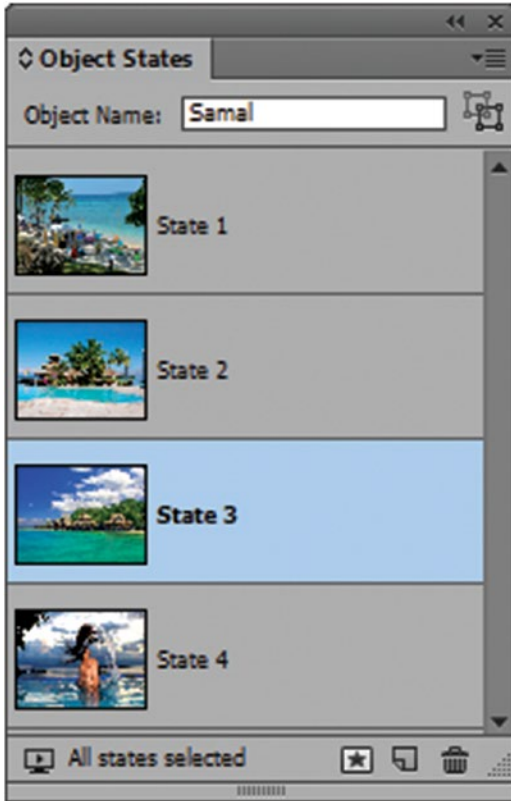 Object States
Object Name: Samal
State 1
State 2
State 3
State 4
All states selected